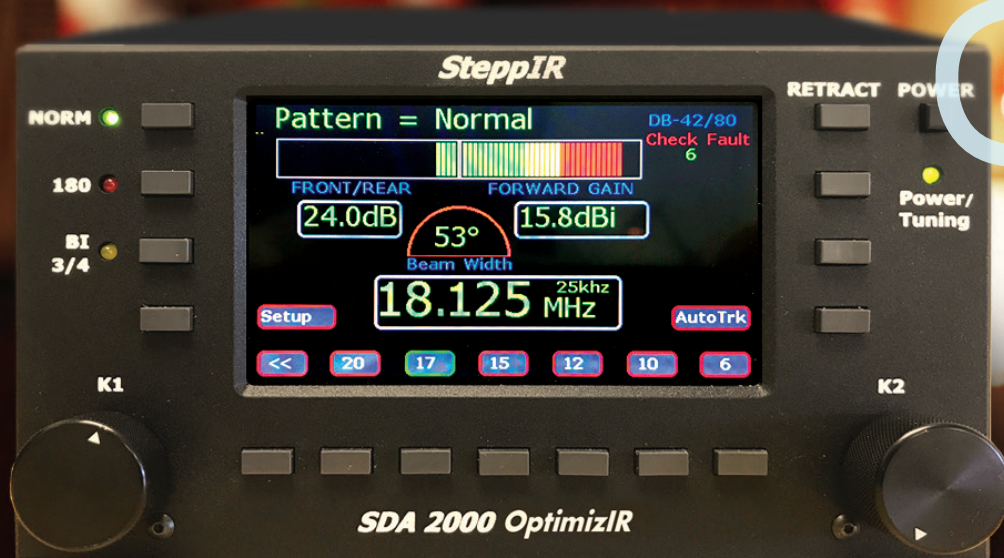 SteppIR
RETRACT POWER
NORM
180
BI
3/4
Pattern = Normal
DB-42/80
Check Fault
6
FRONT/REAR
FORWARD GAIN
24.0dB
15.8dBi
53°
Beam Width
18.125 25khz MHz
Setup
AutoTrk
<< 20 17 15 12 10 6
Power/
Tuning
K1
K2
SDA 2000 OptimizIR